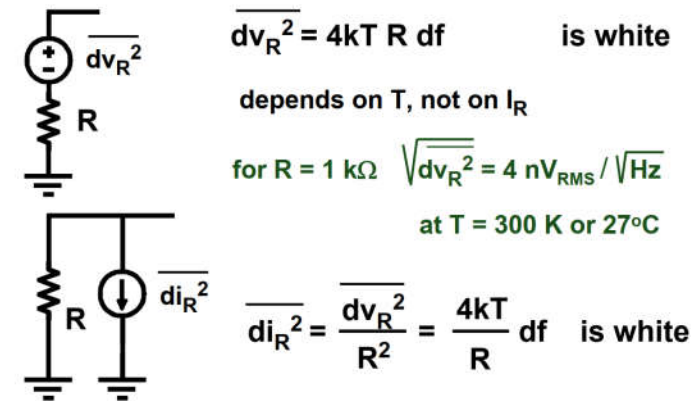 dv_R² dv_R² = 4kT R df is white
R
depends on T, not on I_R
for R = 1 kΩ √dv_R² = 4 nV_RMS / √Hz
at T = 300 K or 27°C
R di_R² di_R² = dv_R² / R² = 4kT / R df is white